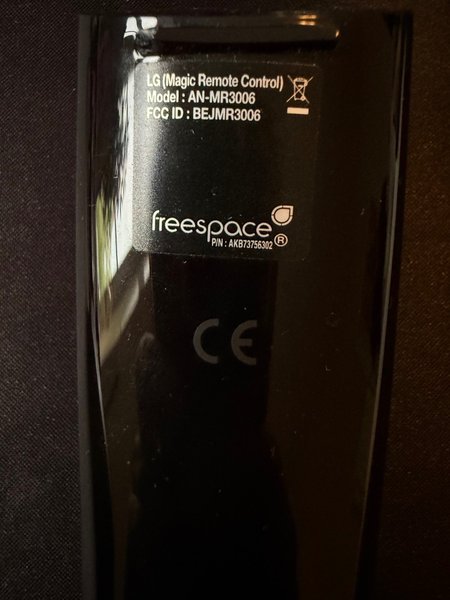 LG (Magic Remote Control)
Model : AN-MR3006
FCC ID : BEJMR3006
freespace ®
P/N : AKB73756302
CE